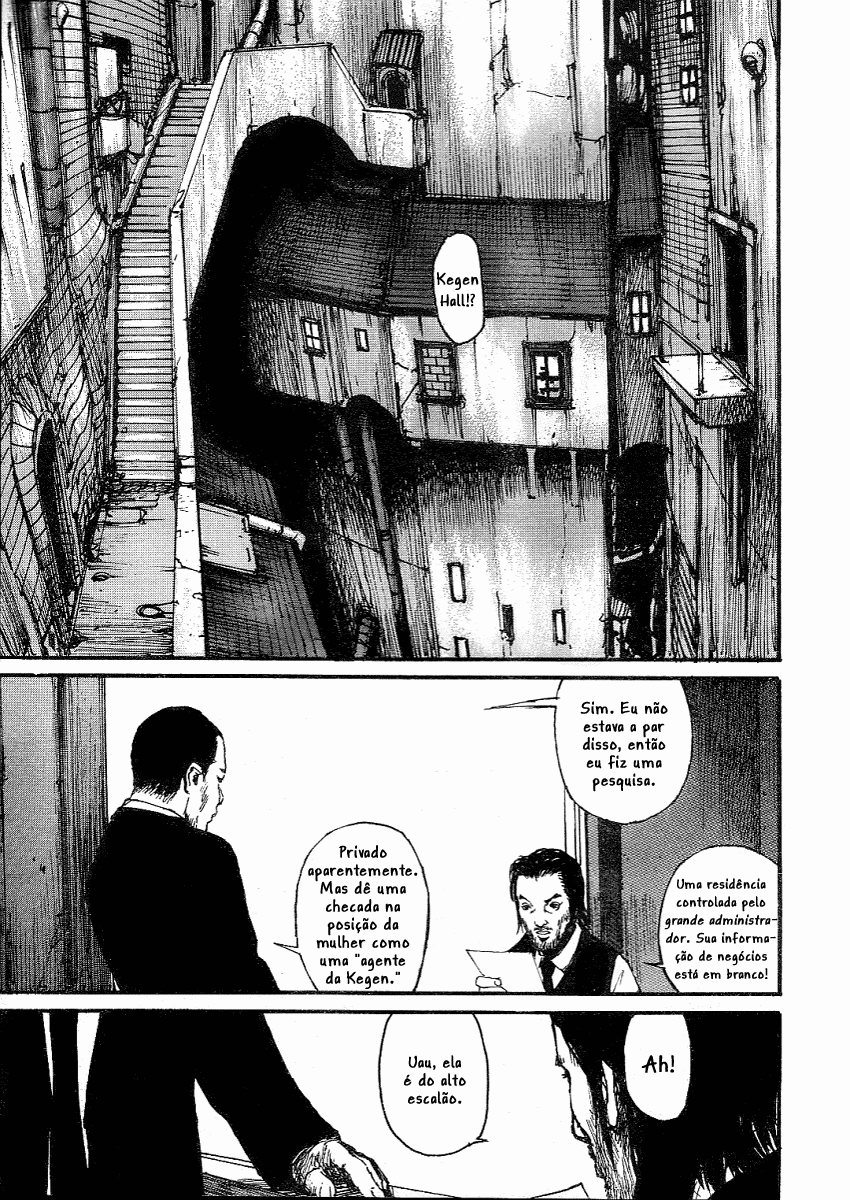 Kegen
Hall!?
Sim. Eu não
estava a par
disso, então
eu fiz uma
pesquisa.
Uma residência
controlada pelo
grande administra-
dor. Sua informa-
ção de negócios
está em branco!
Privado
aparentemente.
Mas dê uma
checada na
posição da
mulher como
uma "agente
da Kegen."
Ah!
Uau, ela
é do alto
escalão.